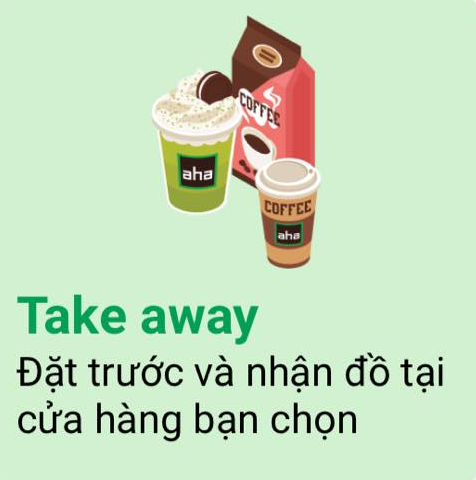 COFFEE
aha
COFFEE
aha
Take away
Đặt trước và nhận đồ tại
cửa hàng bạn chọn